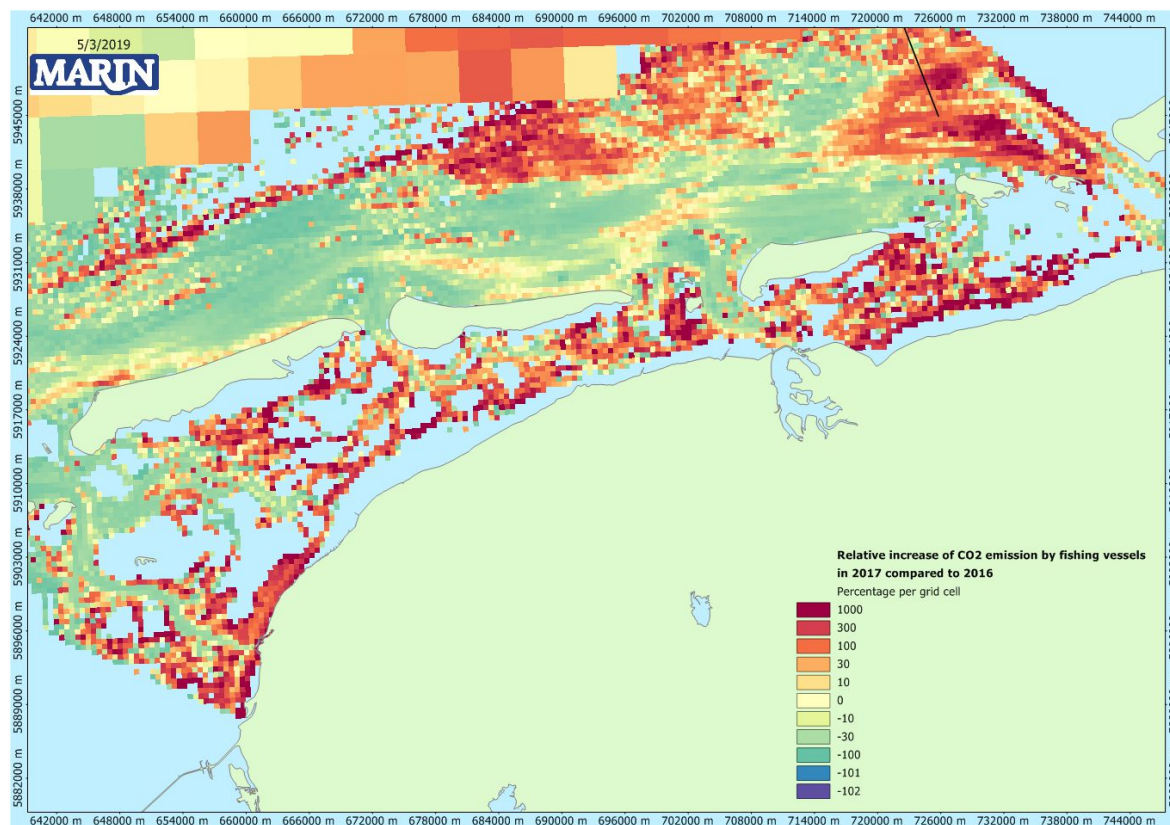 642000 m 648000 m 654000 m 660000 m 666000 m 672000 m 678000 m 684000 m 690000 m 696000 m 702000 m 708000 m 714000 m 720000 m 726000 m 732000 m 738000 m 744000 m
5/3/2019
MARIN
5945000 m
5938000 m
5931000 m
5924000 m
5917000 m
5910000 m
5903000 m
5896000 m
5889000 m
5882000 m
Relative increase of CO2 emission by fishing vessels
in 2017 compared to 2016
Percentage per grid cell
1000
300
100
30
10
0
-10
-30
-100
-101
-102
642000 m 648000 m 654000 m 660000 m 666000 m 672000 m 678000 m 684000 m 690000 m 696000 m 702000 m 708000 m 714000 m 720000 m 726000 m 732000 m 738000 m 744000 m